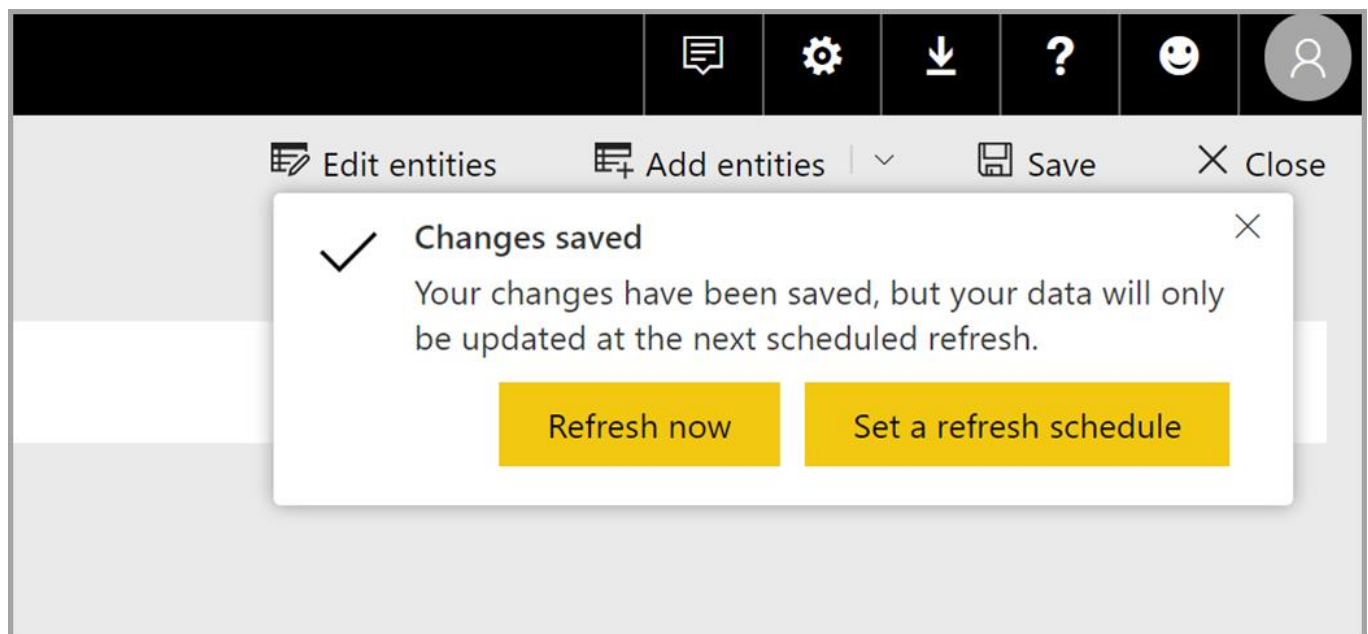 Edit entities
Add entities
Save
Close
Changes saved
Your changes have been saved, but your data will only
be updated at the next scheduled refresh.
Refresh now
Set a refresh schedule